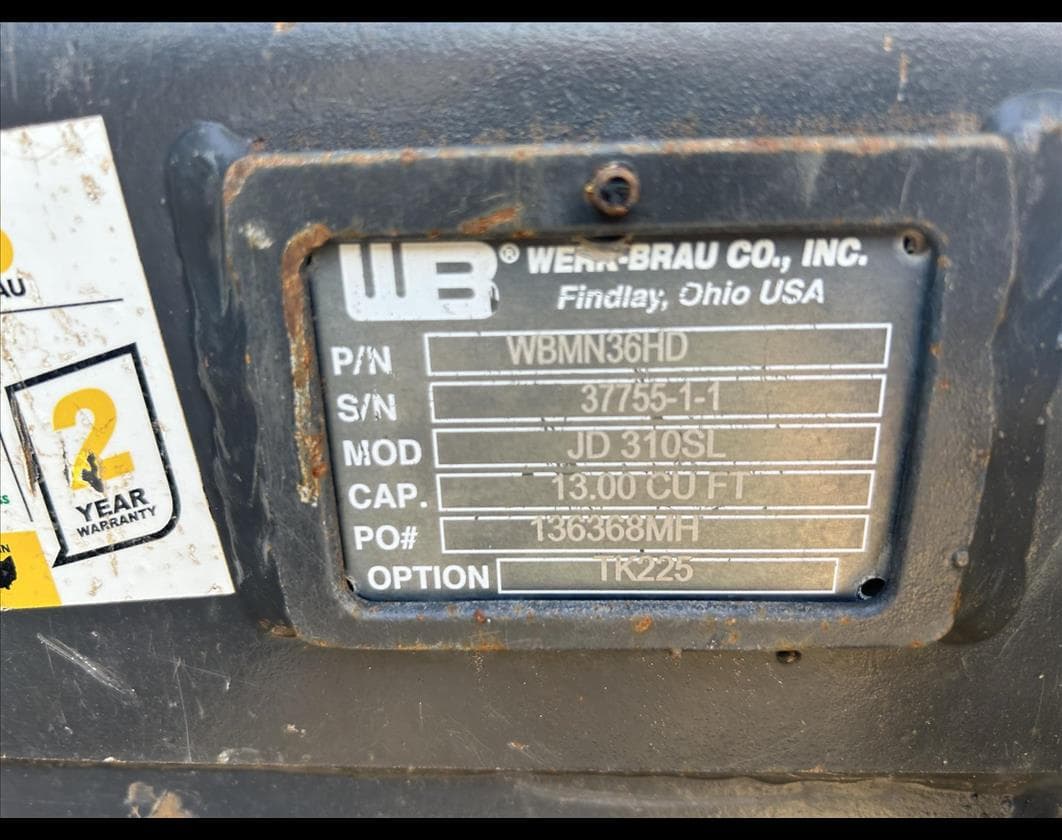 AU
2
YEAR
WARRANTY
WB® WERK-BRAU CO., INC.
Findlay, Ohio USA
P/N WBMN36HD
S/N 37755-1-1
MOD JD 310SL
CAP. 13.00 CU FT
PO# 136368MH
OPTION TK225